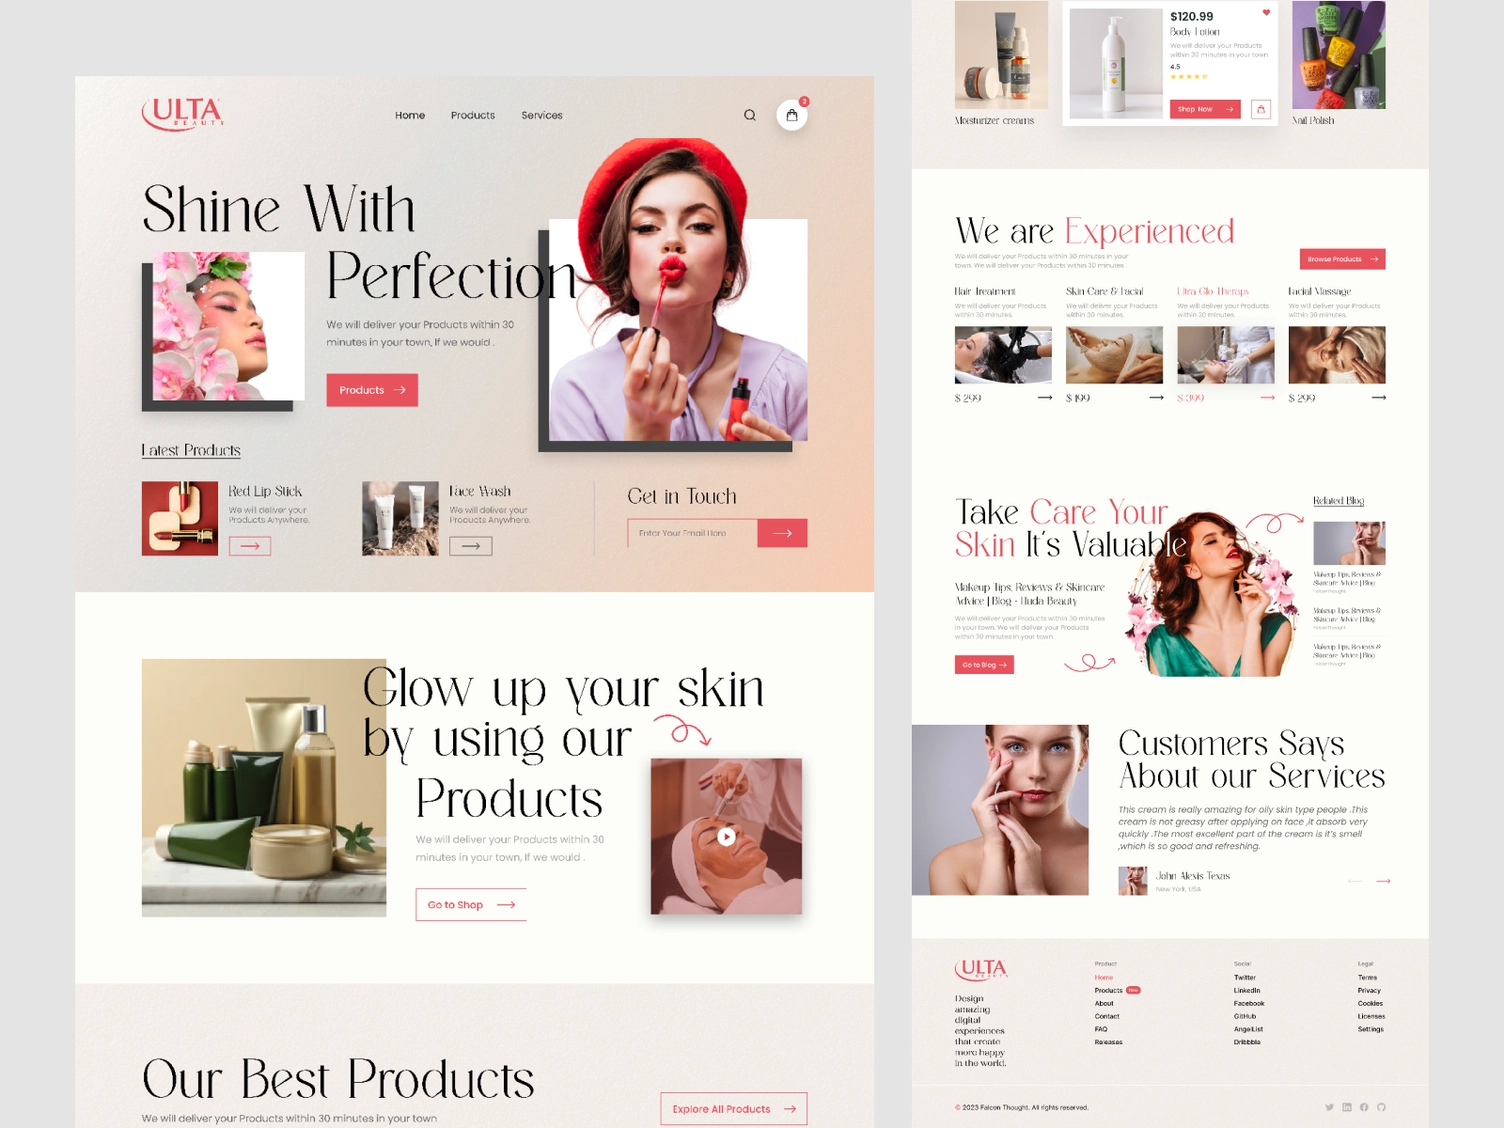 ULTA
BEAUTY
Home
Products
Services
2
Shine With
Perfection
We will deliver your Products within 30
minutes in your town, If we would .
Products
Latest Products
Red Lip Stick
We will deliver your
Products Anywhere.
Face Wash
We will deliver your
Products Anywhere.
Get in Touch
Enter Your Email Here
Glow up your skin
by using our
Products
We will deliver your Products within 30
minutes in your town, If we would .
Go to Shop
Our Best Products
We will deliver your Products within 30 minutes in your town
Explore All Products
Moisturizer creams
$120.99
Body Lotion
We will deliver your Products
within 30 minutes in your town
4.5
Shop Now
Nail Polish
We are Experienced
We will deliver your Products within 30 minutes in your
town. We will deliver your Products within 30 minutes .
Browse Products
Hair Treatment
We will deliver your Products
within 30 minutes.
$ 299
Skin Care & Facial
We will deliver your Products
within 30 minutes.
$ 199
Utra Glo Therapy
We will deliver your Products
within 30 minutes.
$ 399
Facial Massage
We will deliver your Products
within 30 minutes.
$ 299
Take Care Your
Skin It's Valuable
Makeup Tips, Reviews & Skincare
Advice | Blog - Huda Beauty
We will deliver your Products within 30 minutes
in your town. We will deliver your Products
within 30 minutes in your town.
Go to Blog
Related Blog
Makeup Tips, Reviews &
Skincare Advice | Blog
Makeup Tips, Reviews &
Skincare Advice | Blog
Makeup Tips, Reviews &
Skincare Advice | Blog
Customers Says
About our Services
This cream is really amazing for oily skin type people .This
cream is not greasy after applying on face ,it absorb very
quickly .The most excellent part of the cream is it's smell
,which is so good and refreshing.
John Alexis Texas
New York, USA
ULTA
BEAUTY
Design
amazing
digital
experiences
that create
more happy
in the world.
Product
Home
Products New
About
Contact
FAQ
Releases
Social
Twitter
LinkedIn
Facebook
GitHub
AngelList
Dribbble
Legal
Terms
Privacy
Cookies
Licenses
Settings
© 2023 Falcon Thought. All rights reserved.